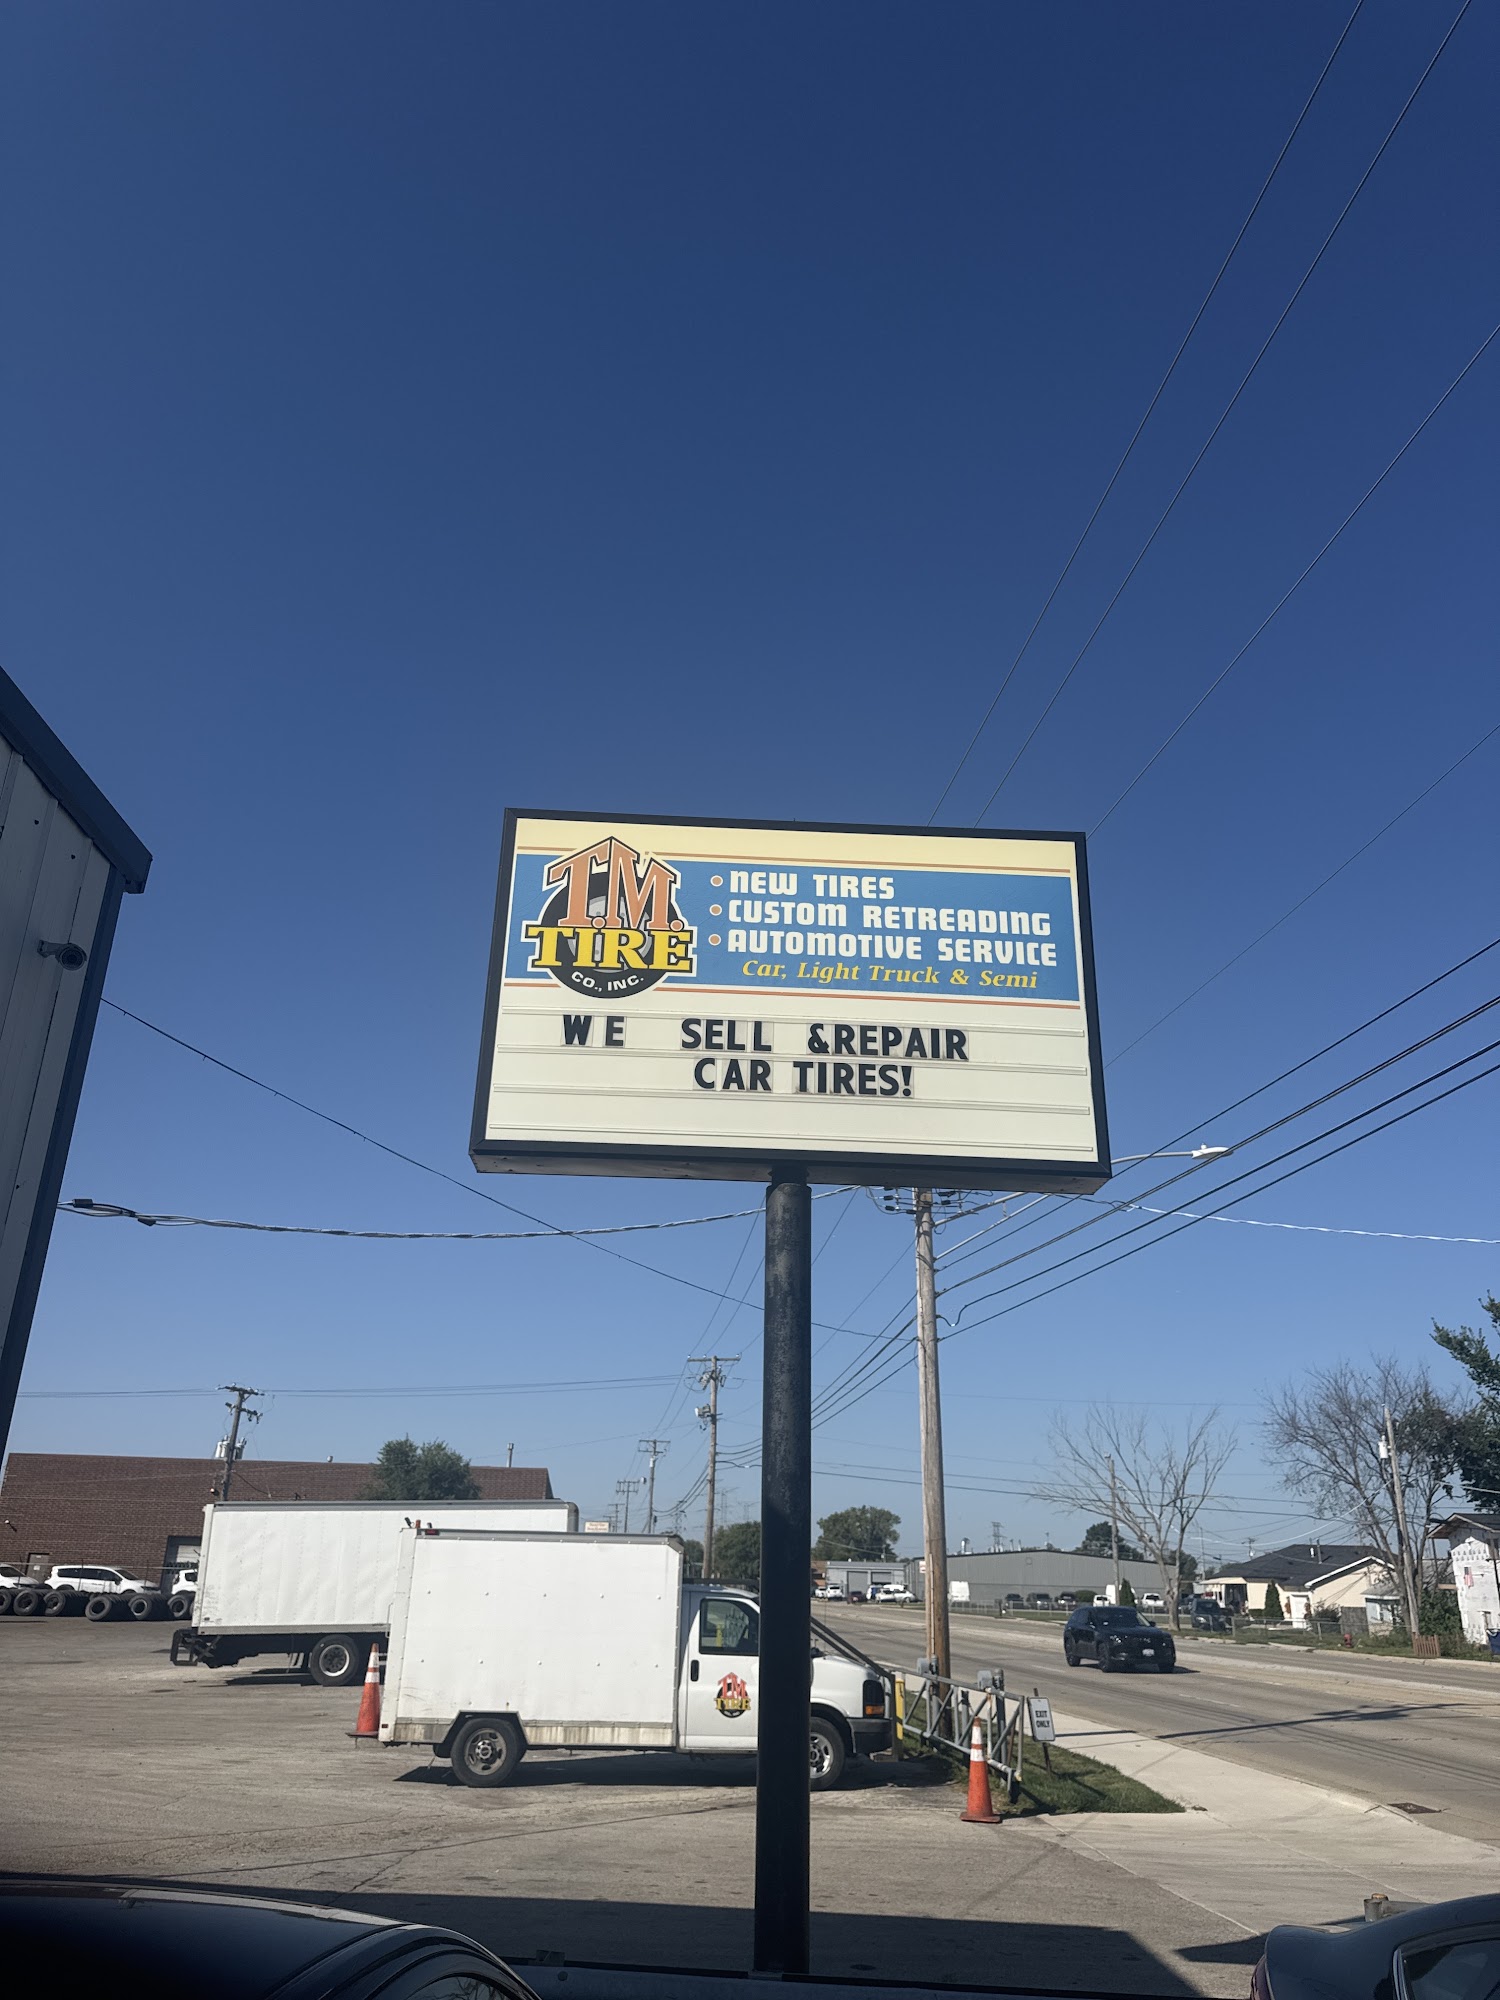 T.M.
TIRE
CO., INC.
• NEW TIRES
• CUSTOM RETREADING
• AUTOMOTIVE SERVICE
Car, Light Truck & Semi
WE SELL &REPAIR
CAR TIRES!
T.M.
TIRE
EXIT
ONLY